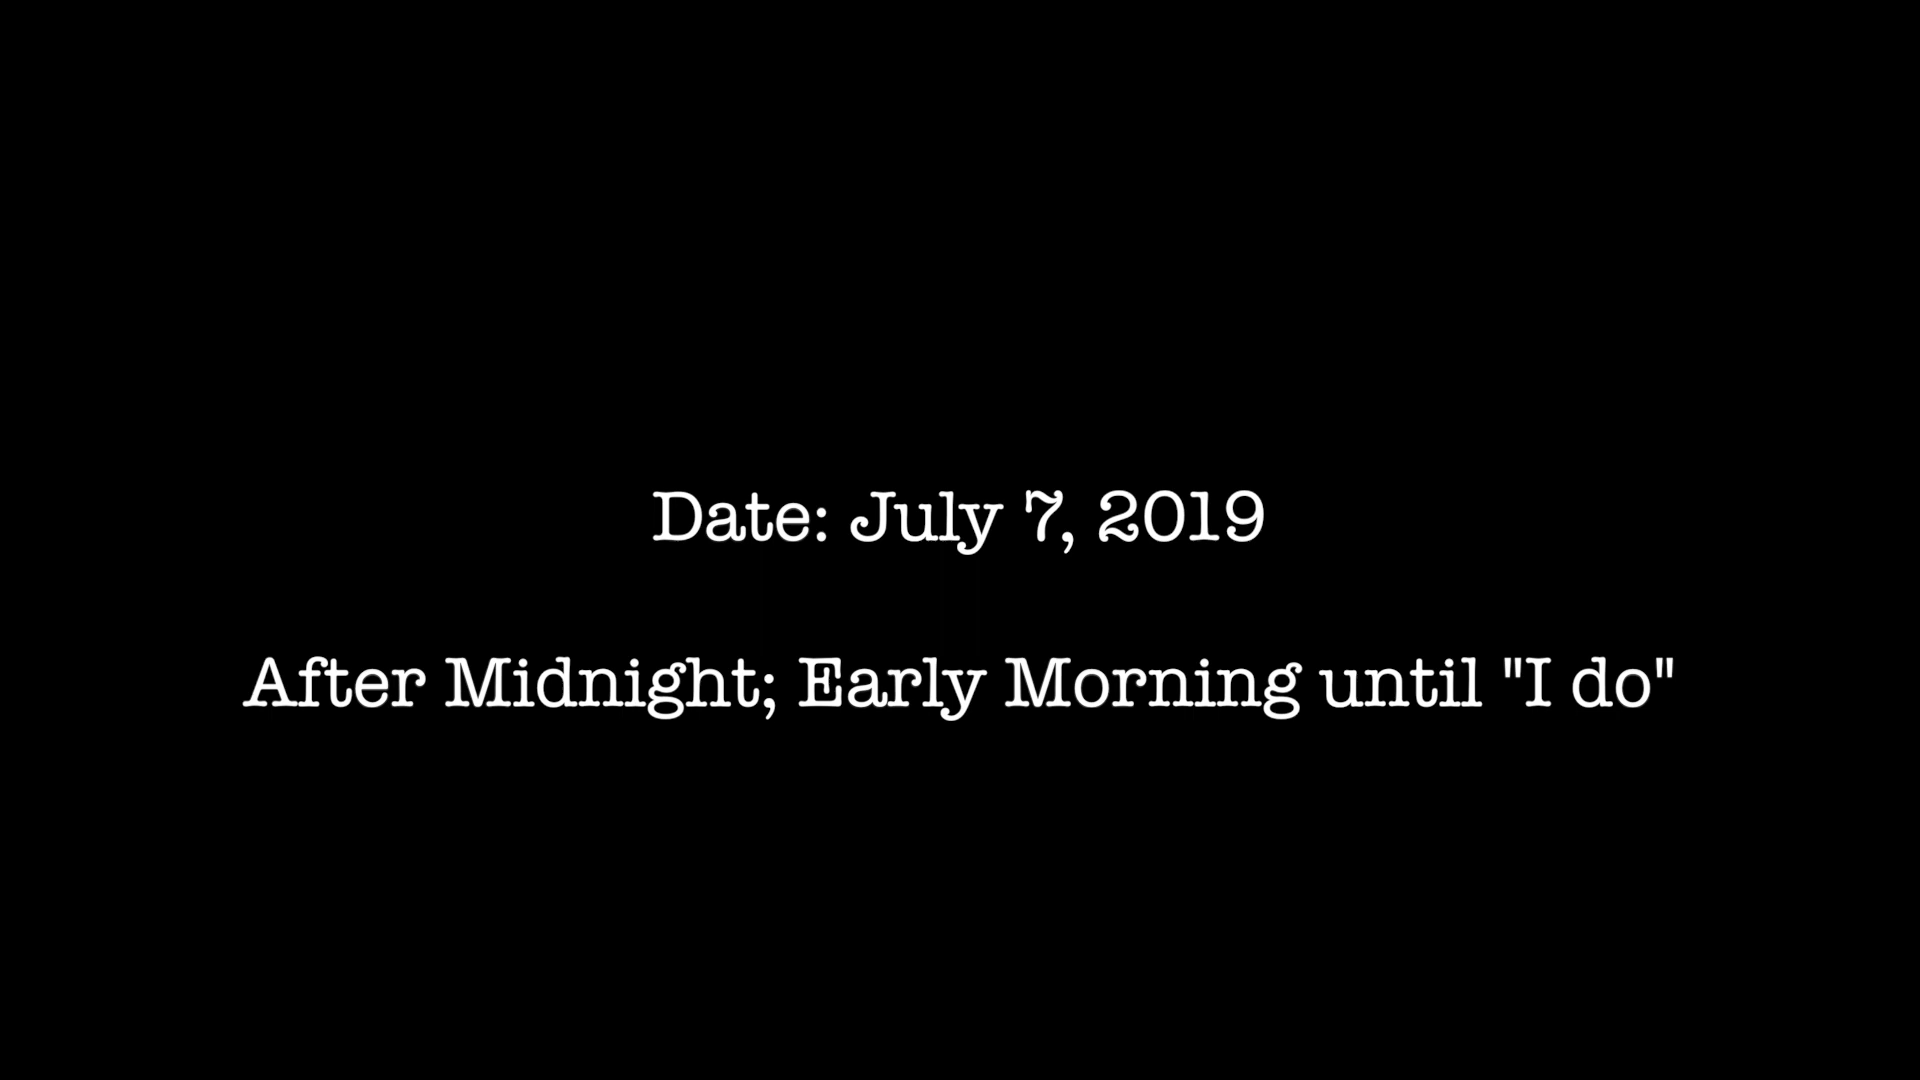 Date: July 7, 2019
After Midnight; Early Morning until "I do"